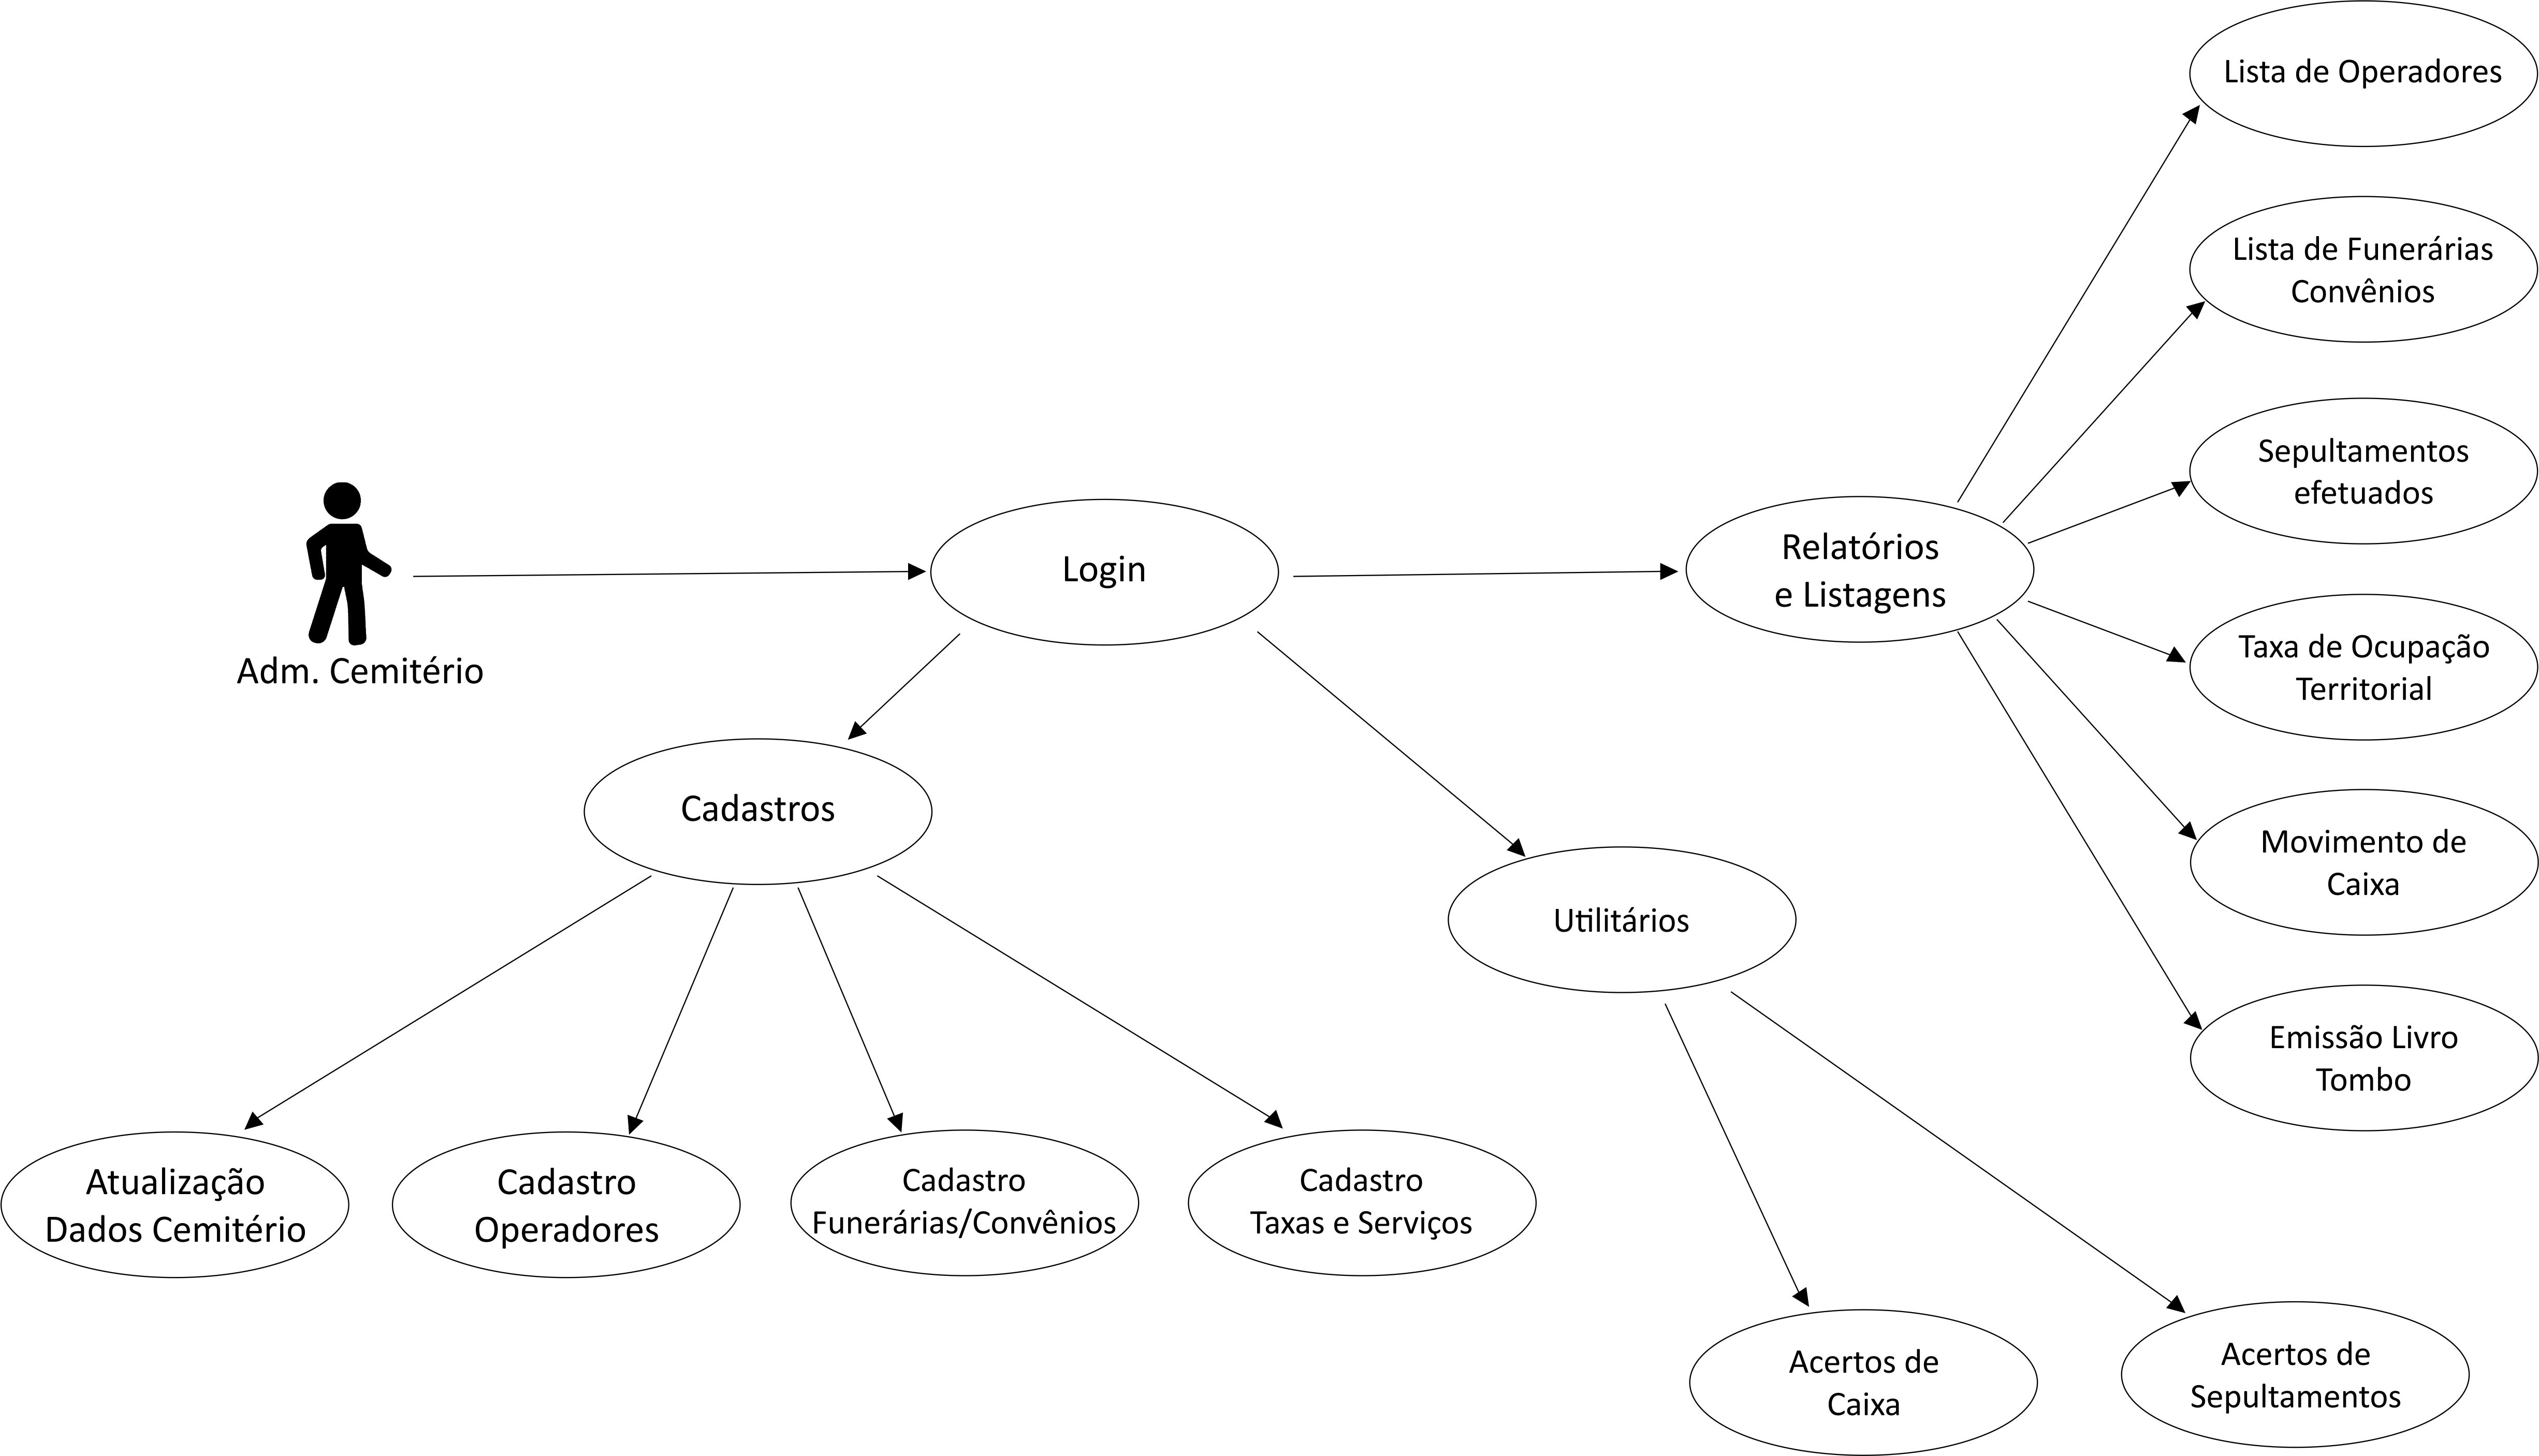 Lista de Operadores
Lista de Funerárias
Convênios
Sepultamentos
efetuados
Relatórios
e Listagens
Login
Adm. Cemitério
Taxa de Ocupação
Territorial
Cadastros
Movimento de
Caixa
Utilitários
Emissão Livro
Tombo
Atualização
Dados Cemitério
Cadastro
Operadores
Cadastro
Funerárias/Convênios
Cadastro
Taxas e Serviços
Acertos de
Caixa
Acertos de
Sepultamentos